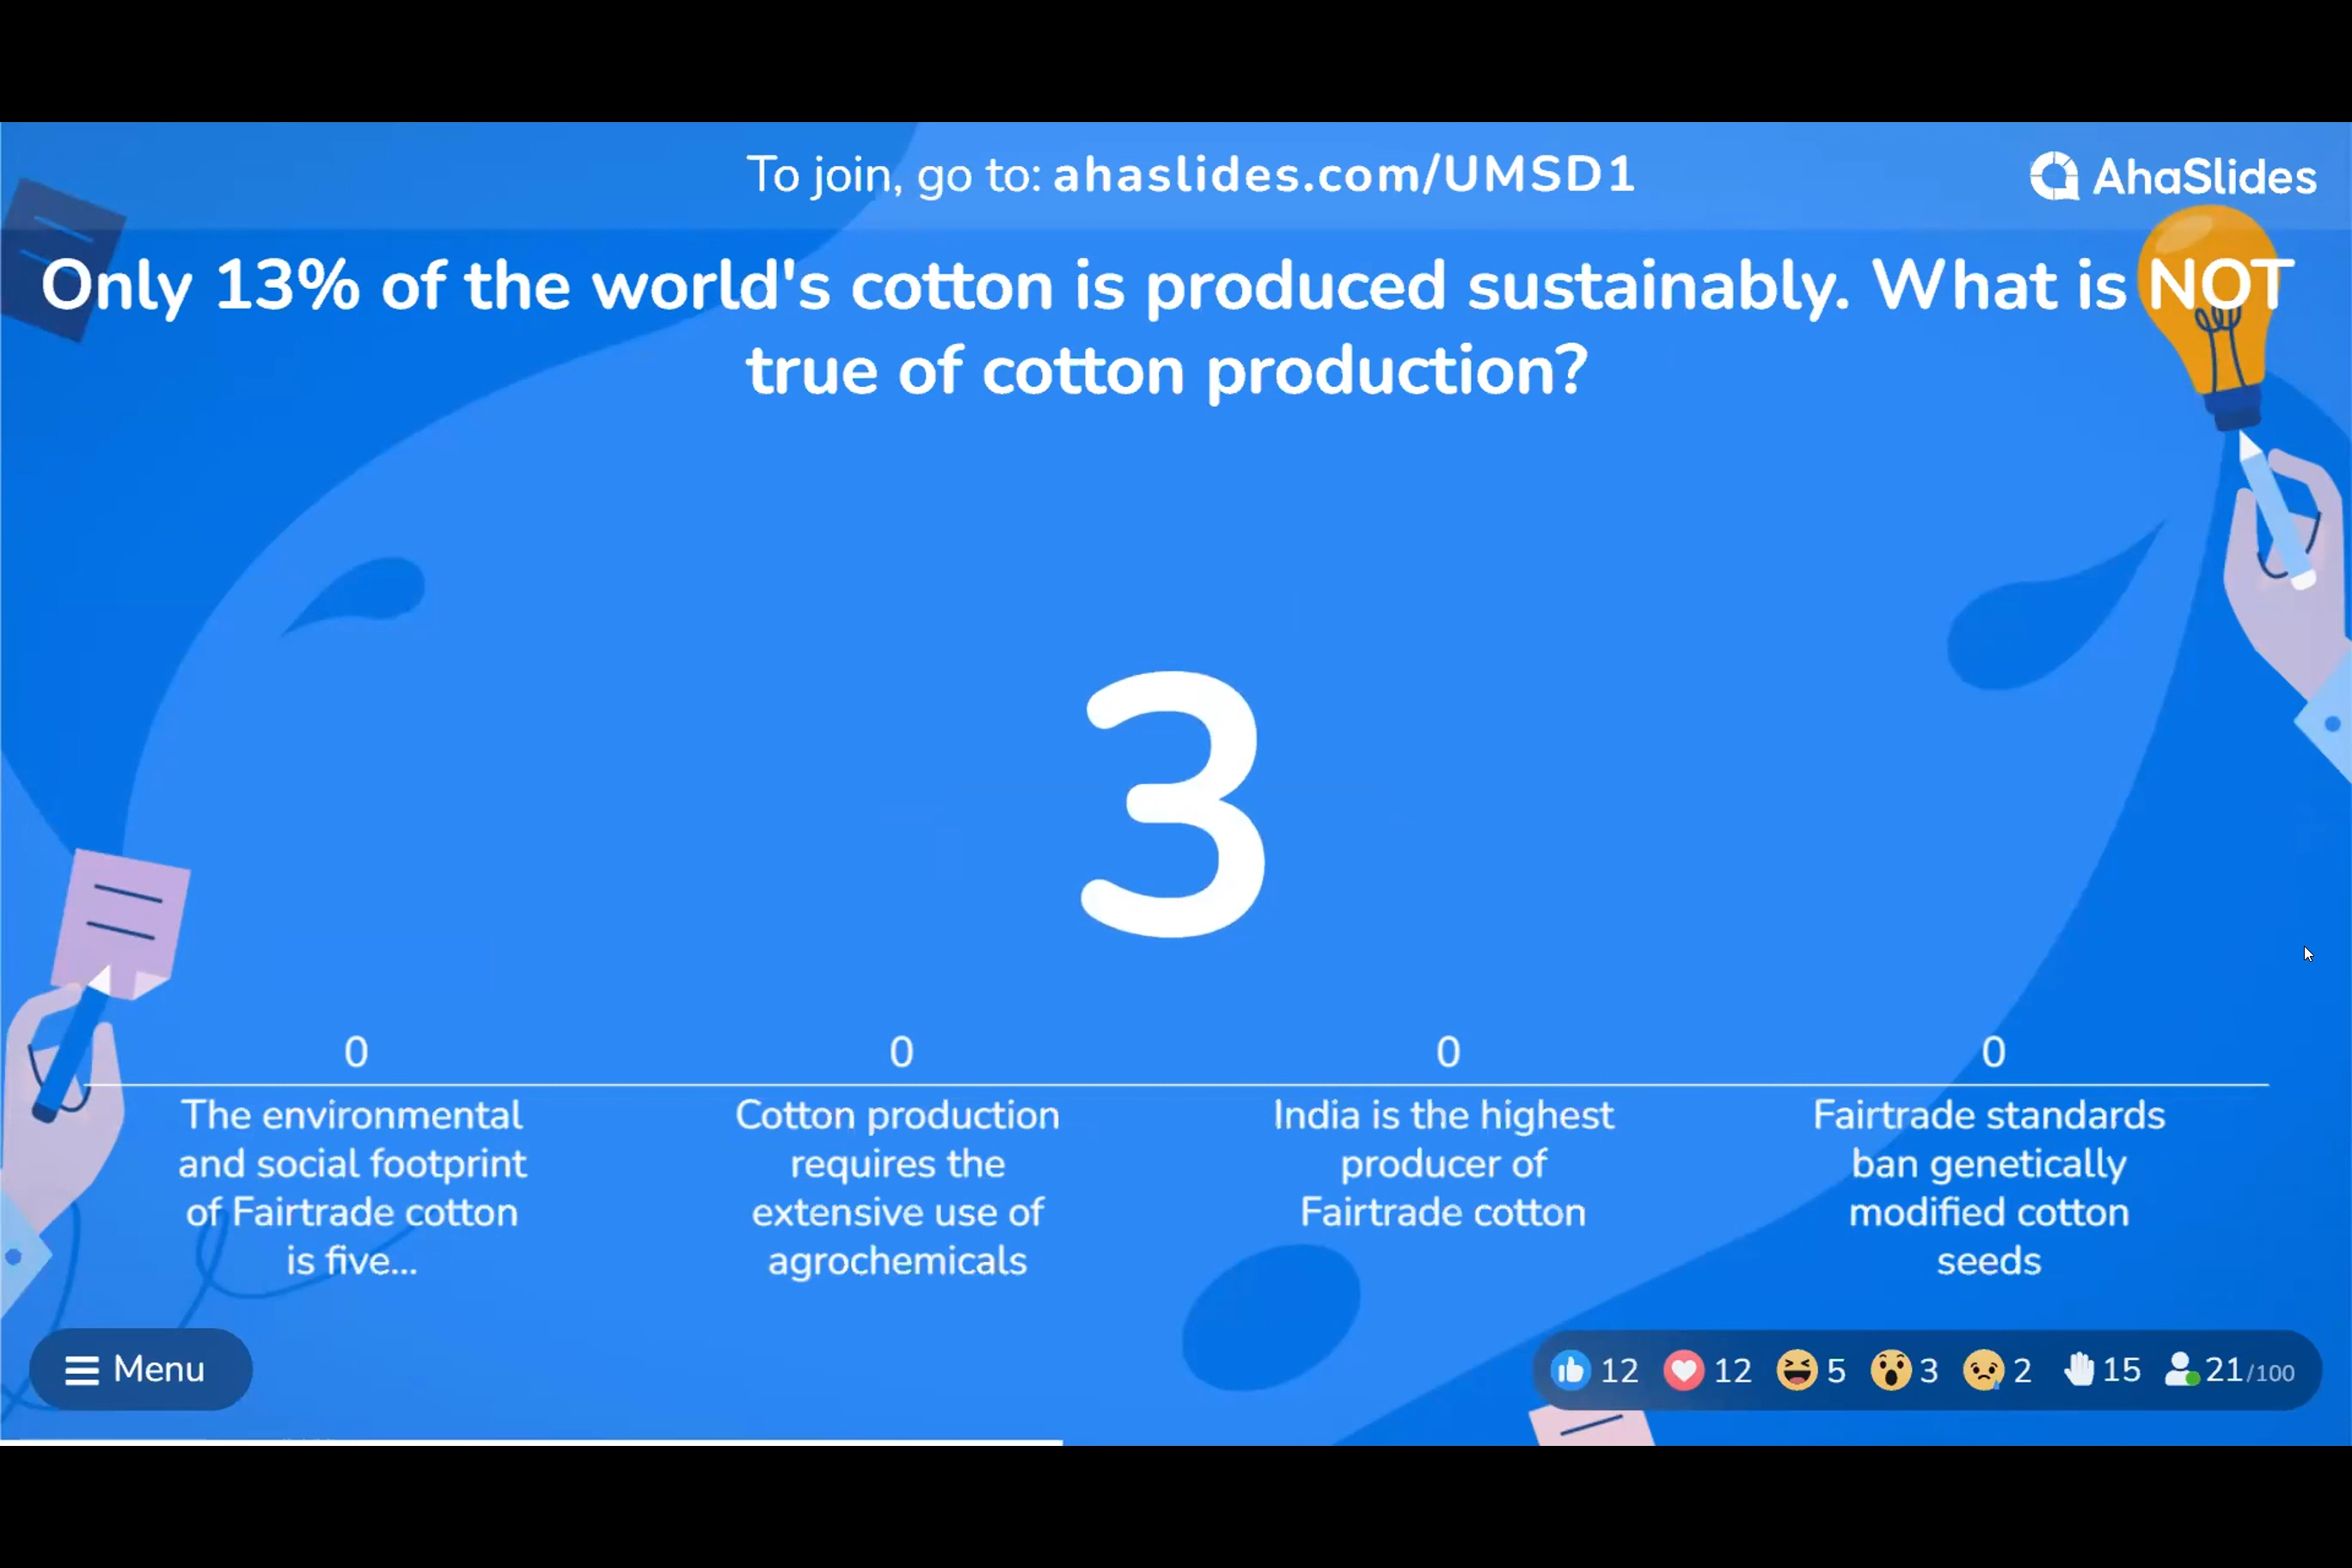 To join, go to: ahaslides.com/UMSD1
AhaSlides
Only 13% of the world's cotton is produced sustainably. What is NOT
true of cotton production?
3
0
The environmental
and social footprint
of Fairtrade cotton
is five...
0
Cotton production
requires the
extensive use of
agrochemicals
0
India is the highest
producer of
Fairtrade cotton
0
Fairtrade standards
ban genetically
modified cotton
seeds
Menu
12 12 5 3 2 15 21/100